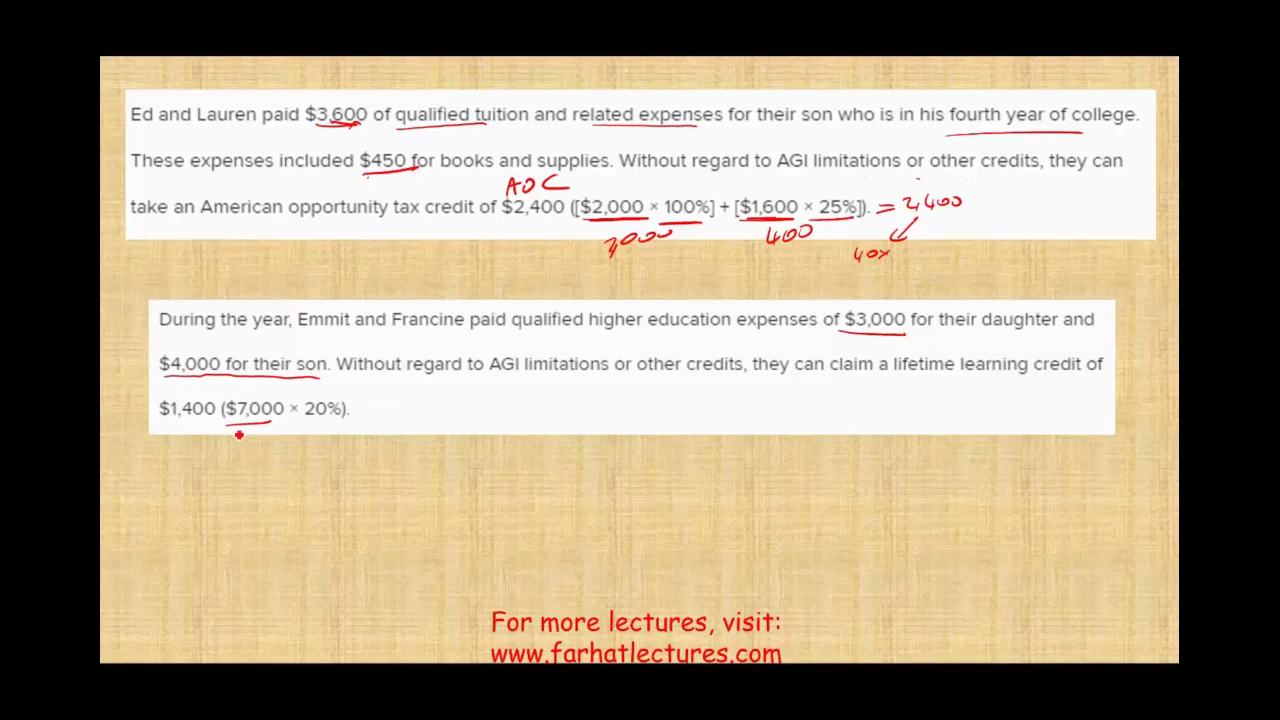 Ed and Lauren paid $3,600 of qualified tuition and related expenses for their son who is in his fourth year of college.
These expenses included $450 for books and supplies. Without regard to AGI limitations or other credits, they can
AOC
take an American opportunity tax credit of $2,400 ([$2,000 × 100%] + [$1,600 × 25%]). = 2,400
2,000 400 40%
During the year, Emmit and Francine paid qualified higher education expenses of $3,000 for their daughter and
$4,000 for their son. Without regard to AGI limitations or other credits, they can claim a lifetime learning credit of
$1,400 ($7,000 × 20%).
For more lectures, visit:
www.farhatlectures.com